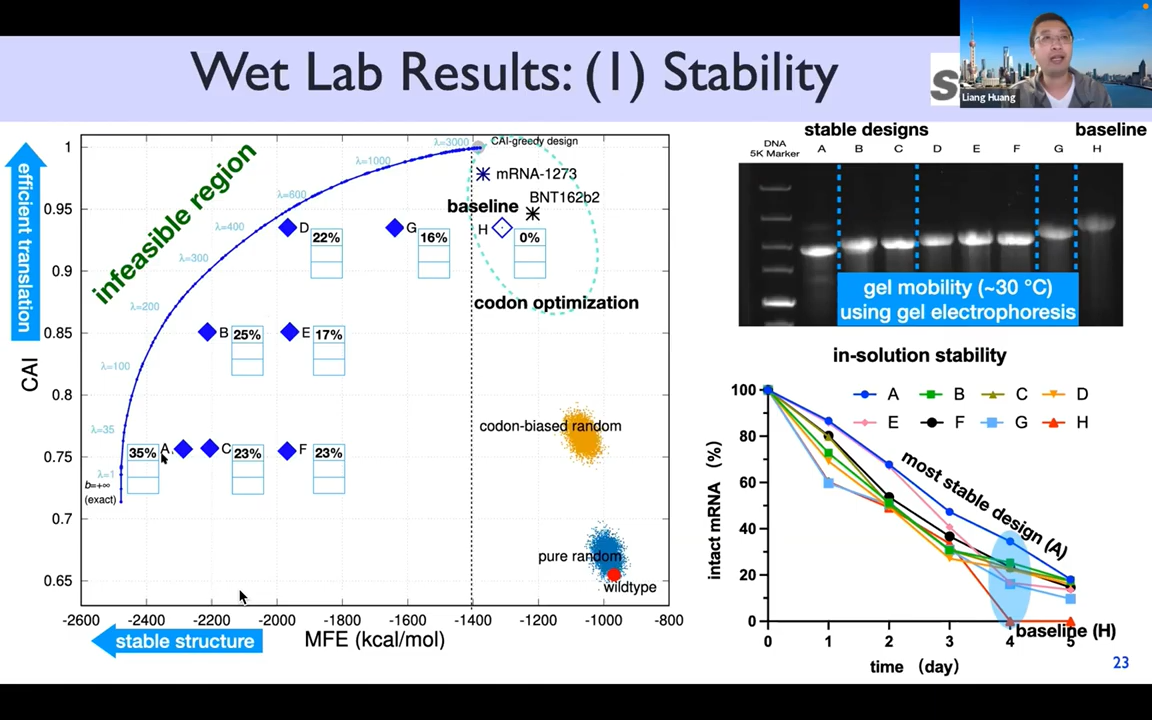 Wet Lab Results: (1) Stability
S
Liang Huang
efficient translation
CAI
1
0.95
0.9
0.85
0.8
0.75
0.7
0.65
infeasible region
λ=3000
λ=1000
λ=600
λ=400
λ=300
λ=200
λ=100
λ=35
λ=1
b=+∞
(exact)
CAI-greedy design
mRNA-1273
BNT162b2
baseline
H
0%
codon optimization
D
22%
G
16%
B
25%
E
17%
35%
A
C
23%
F
23%
codon-biased random
pure random
wildtype
-2600
-2400
-2200
-2000
-1800
-1600
-1400
-1200
-1000
-800
stable structure
MFE (kcal/mol)
stable designs
baseline
DNA
5K Marker
A
B
C
D
E
F
G
H
gel mobility (~30 °C)
using gel electrophoresis
in-solution stability
A
B
C
D
E
F
G
H
intact mRNA (%)
100
80
60
40
20
0
most stable design (A)
baseline (H)
0
1
2
3
4
5
time (day)
23